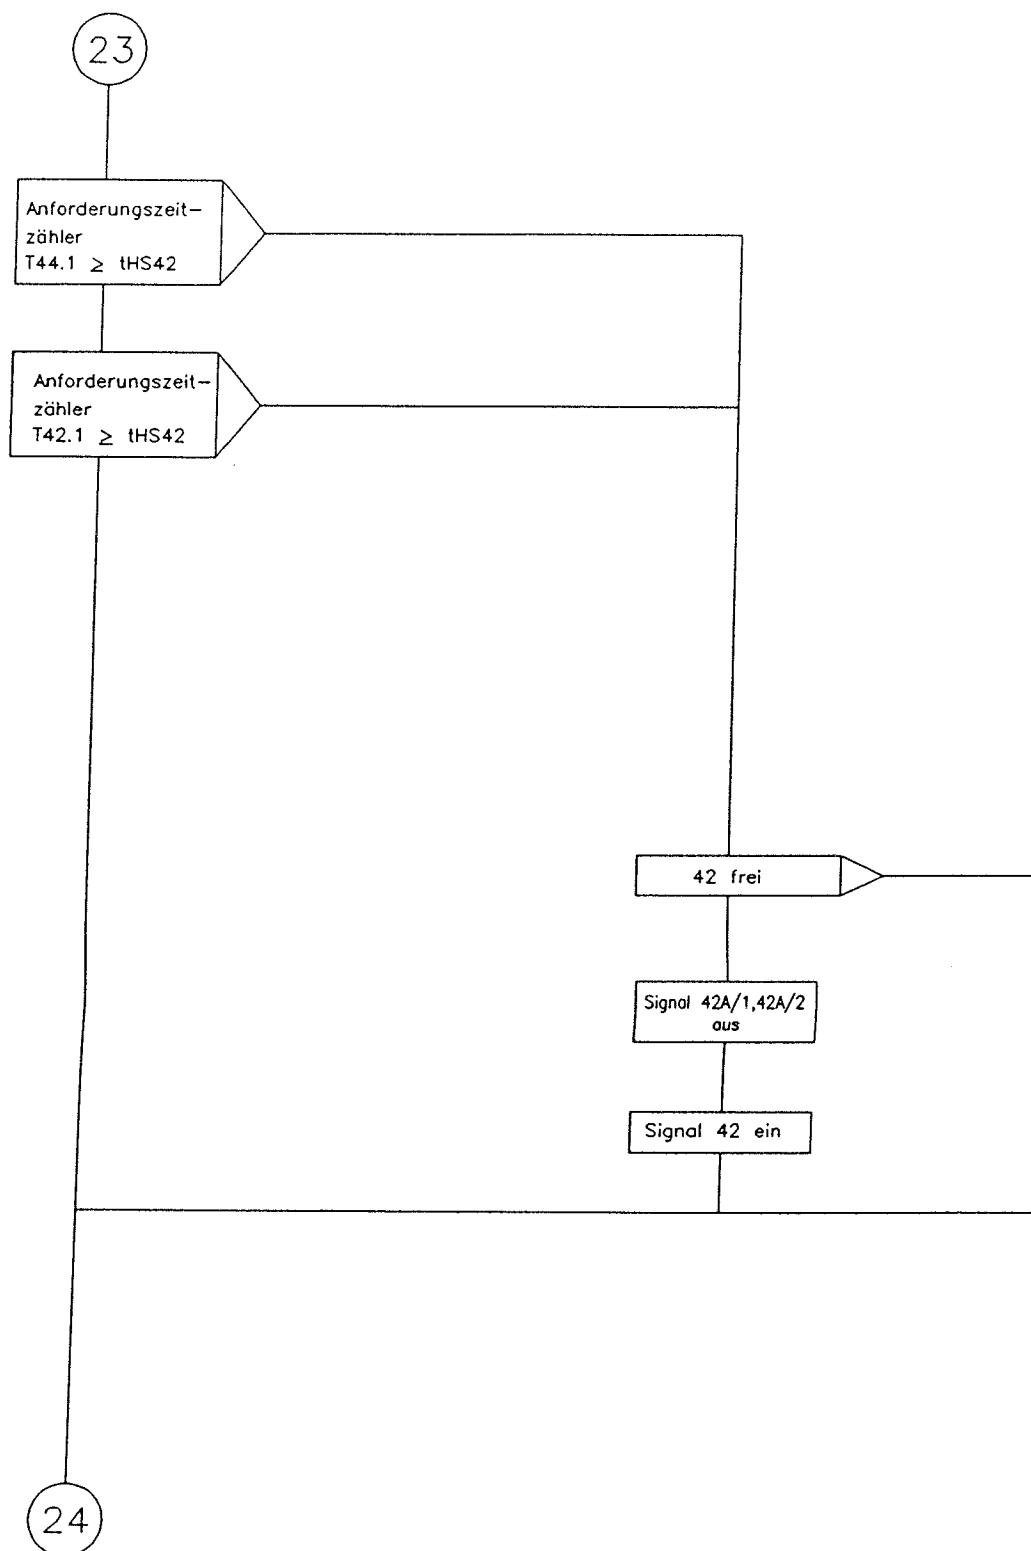 23
Anforderungszeit-
zähler
T44.1 ≥ tHS42
Anforderungszeit-
zähler
T42.1 ≥ tHS42
42 frei
Signal 42A/1,42A/2
aus
Signal 42 ein
24